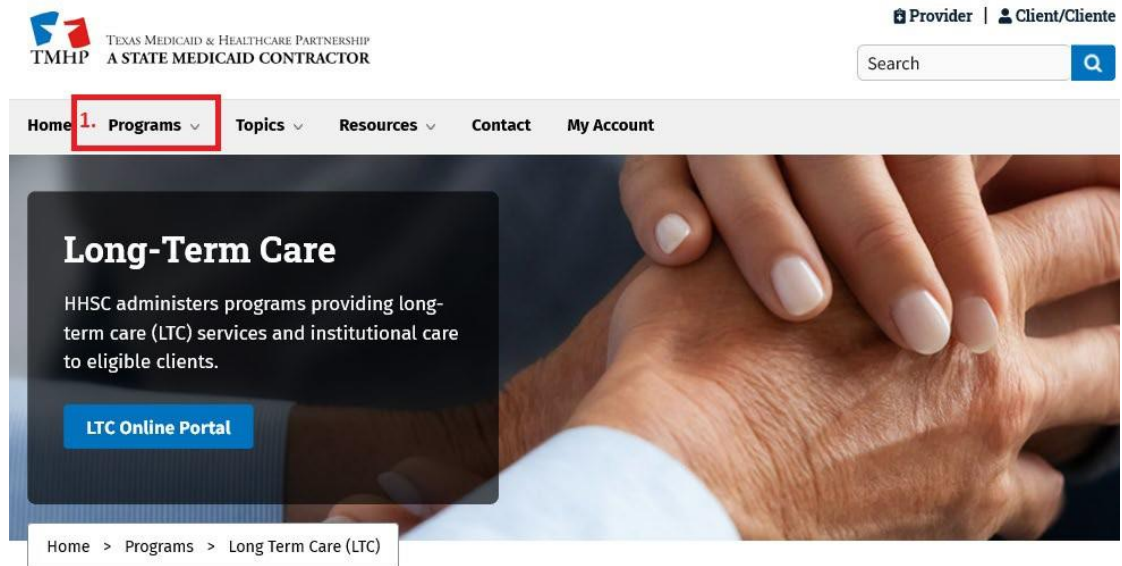 Provider | Client/Cliente
TEXAS MEDICAID & HEALTHCARE PARTNERSHIP
TMHP A STATE MEDICAID CONTRACTOR
Search
Home 1. Programs Topics Resources Contact My Account
Long-Term Care
HHSC administers programs providing long-
term care (LTC) services and institutional care
to eligible clients.
LTC Online Portal
Home > Programs > Long Term Care (LTC)